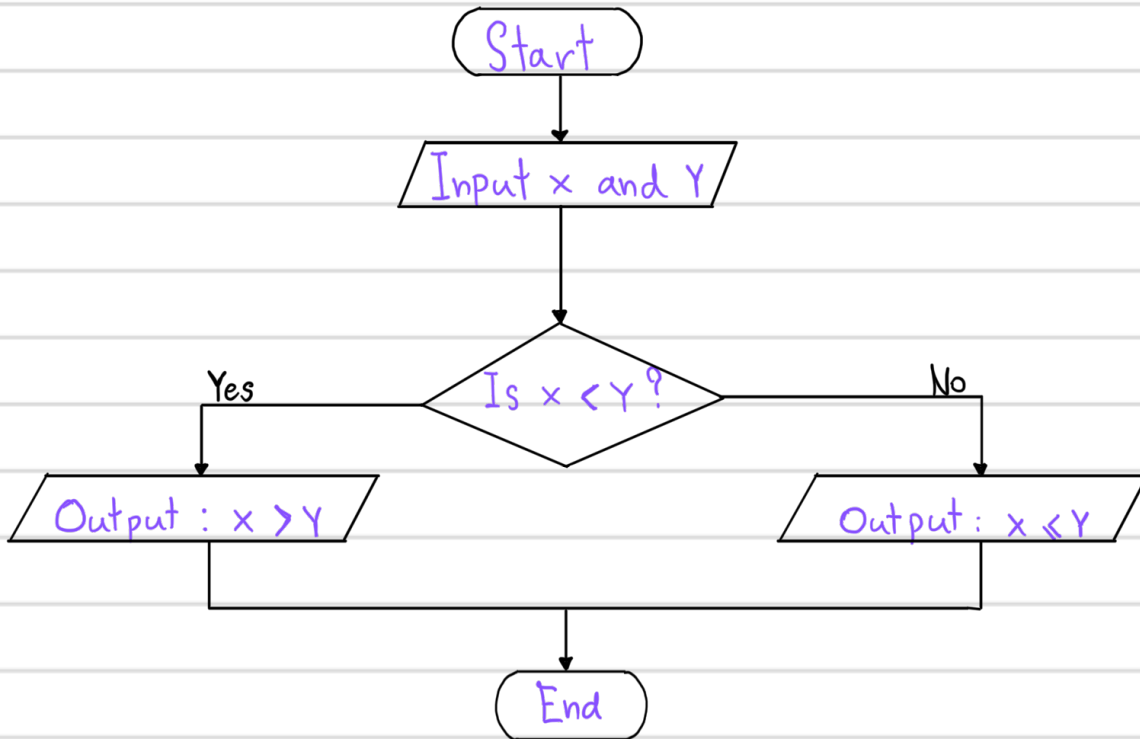 Start
Input x and Y
Is x < Y ?
Yes
No
Output : x > Y
Output : x ⩽ Y
End